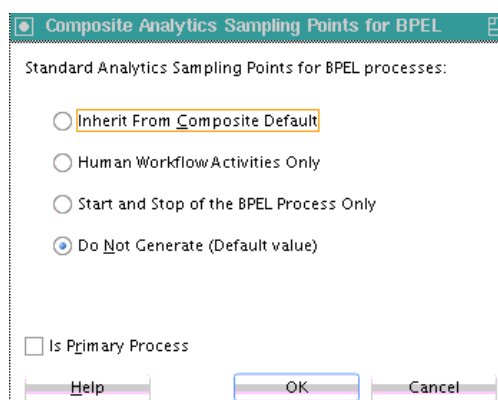 Composite Analytics Sampling Points for BPEL
Standard Analytics Sampling Points for BPEL processes:
Inherit From Composite Default
Human Workflow Activities Only
Start and Stop of the BPEL Process Only
Do Not Generate (Default value)
Is Primary Process
Help OK Cancel